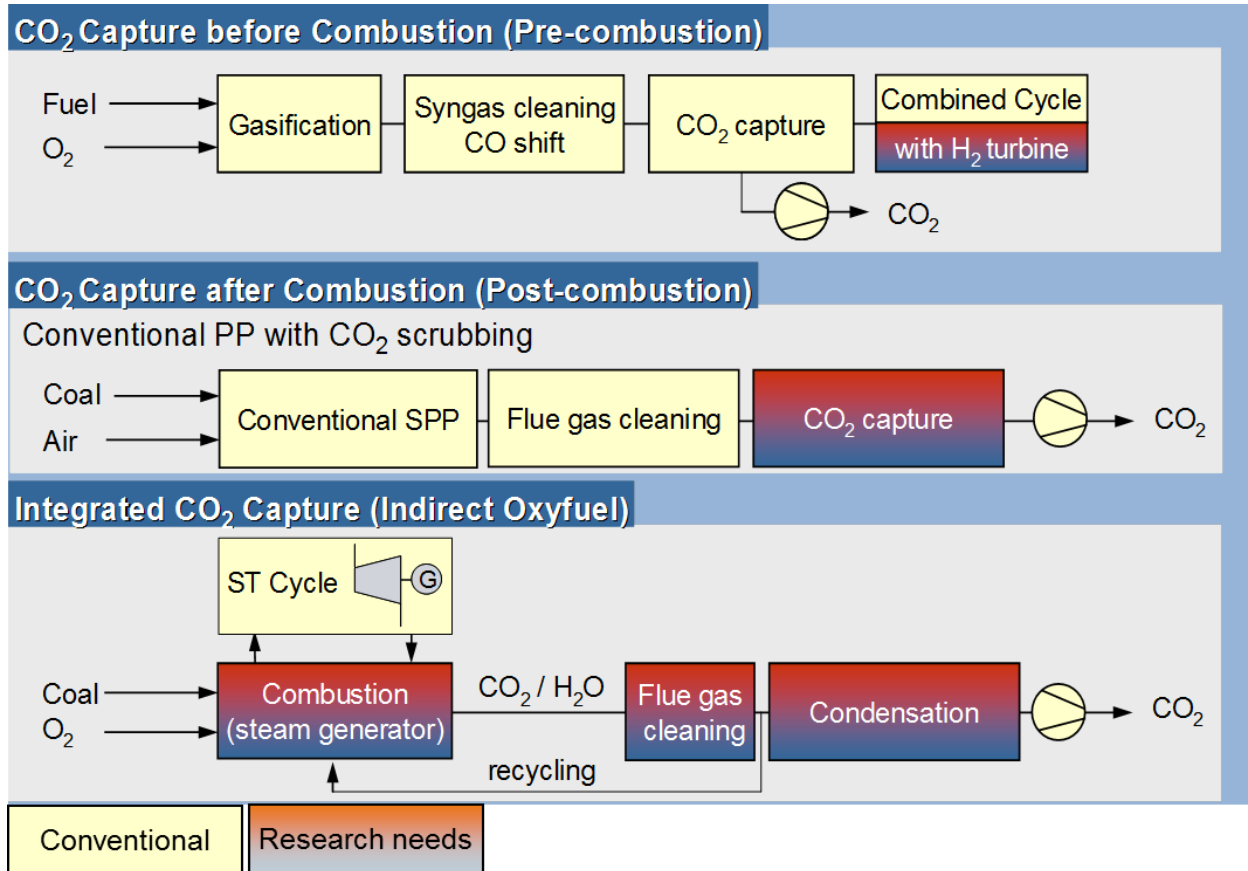 CO₂ Capture before Combustion (Pre-combustion)
Fuel
O₂
Gasification
Syngas cleaning
CO shift
CO₂ capture
Combined Cycle
with H₂ turbine
CO₂
CO₂ Capture after Combustion (Post-combustion)
Conventional PP with CO₂ scrubbing
Coal
Air
Conventional SPP
Flue gas cleaning
CO₂ capture
CO₂
Integrated CO₂ Capture (Indirect Oxyfuel)
ST Cycle
G
Coal
O₂
Combustion
(steam generator)
CO₂ / H₂O
Flue gas
cleaning
Condensation
CO₂
recycling
Conventional
Research needs